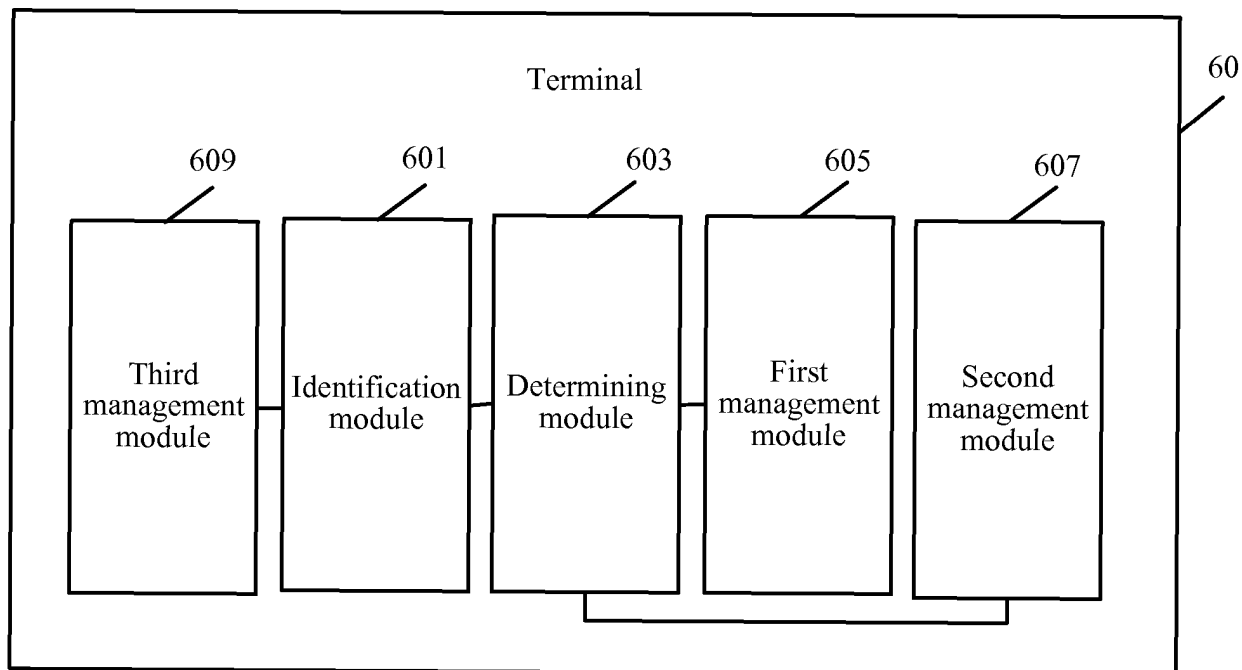 Terminal
60
609
601
603
605
607
Third
management
module
Identification
module
Determining
module
First
management
module
Second
management
module